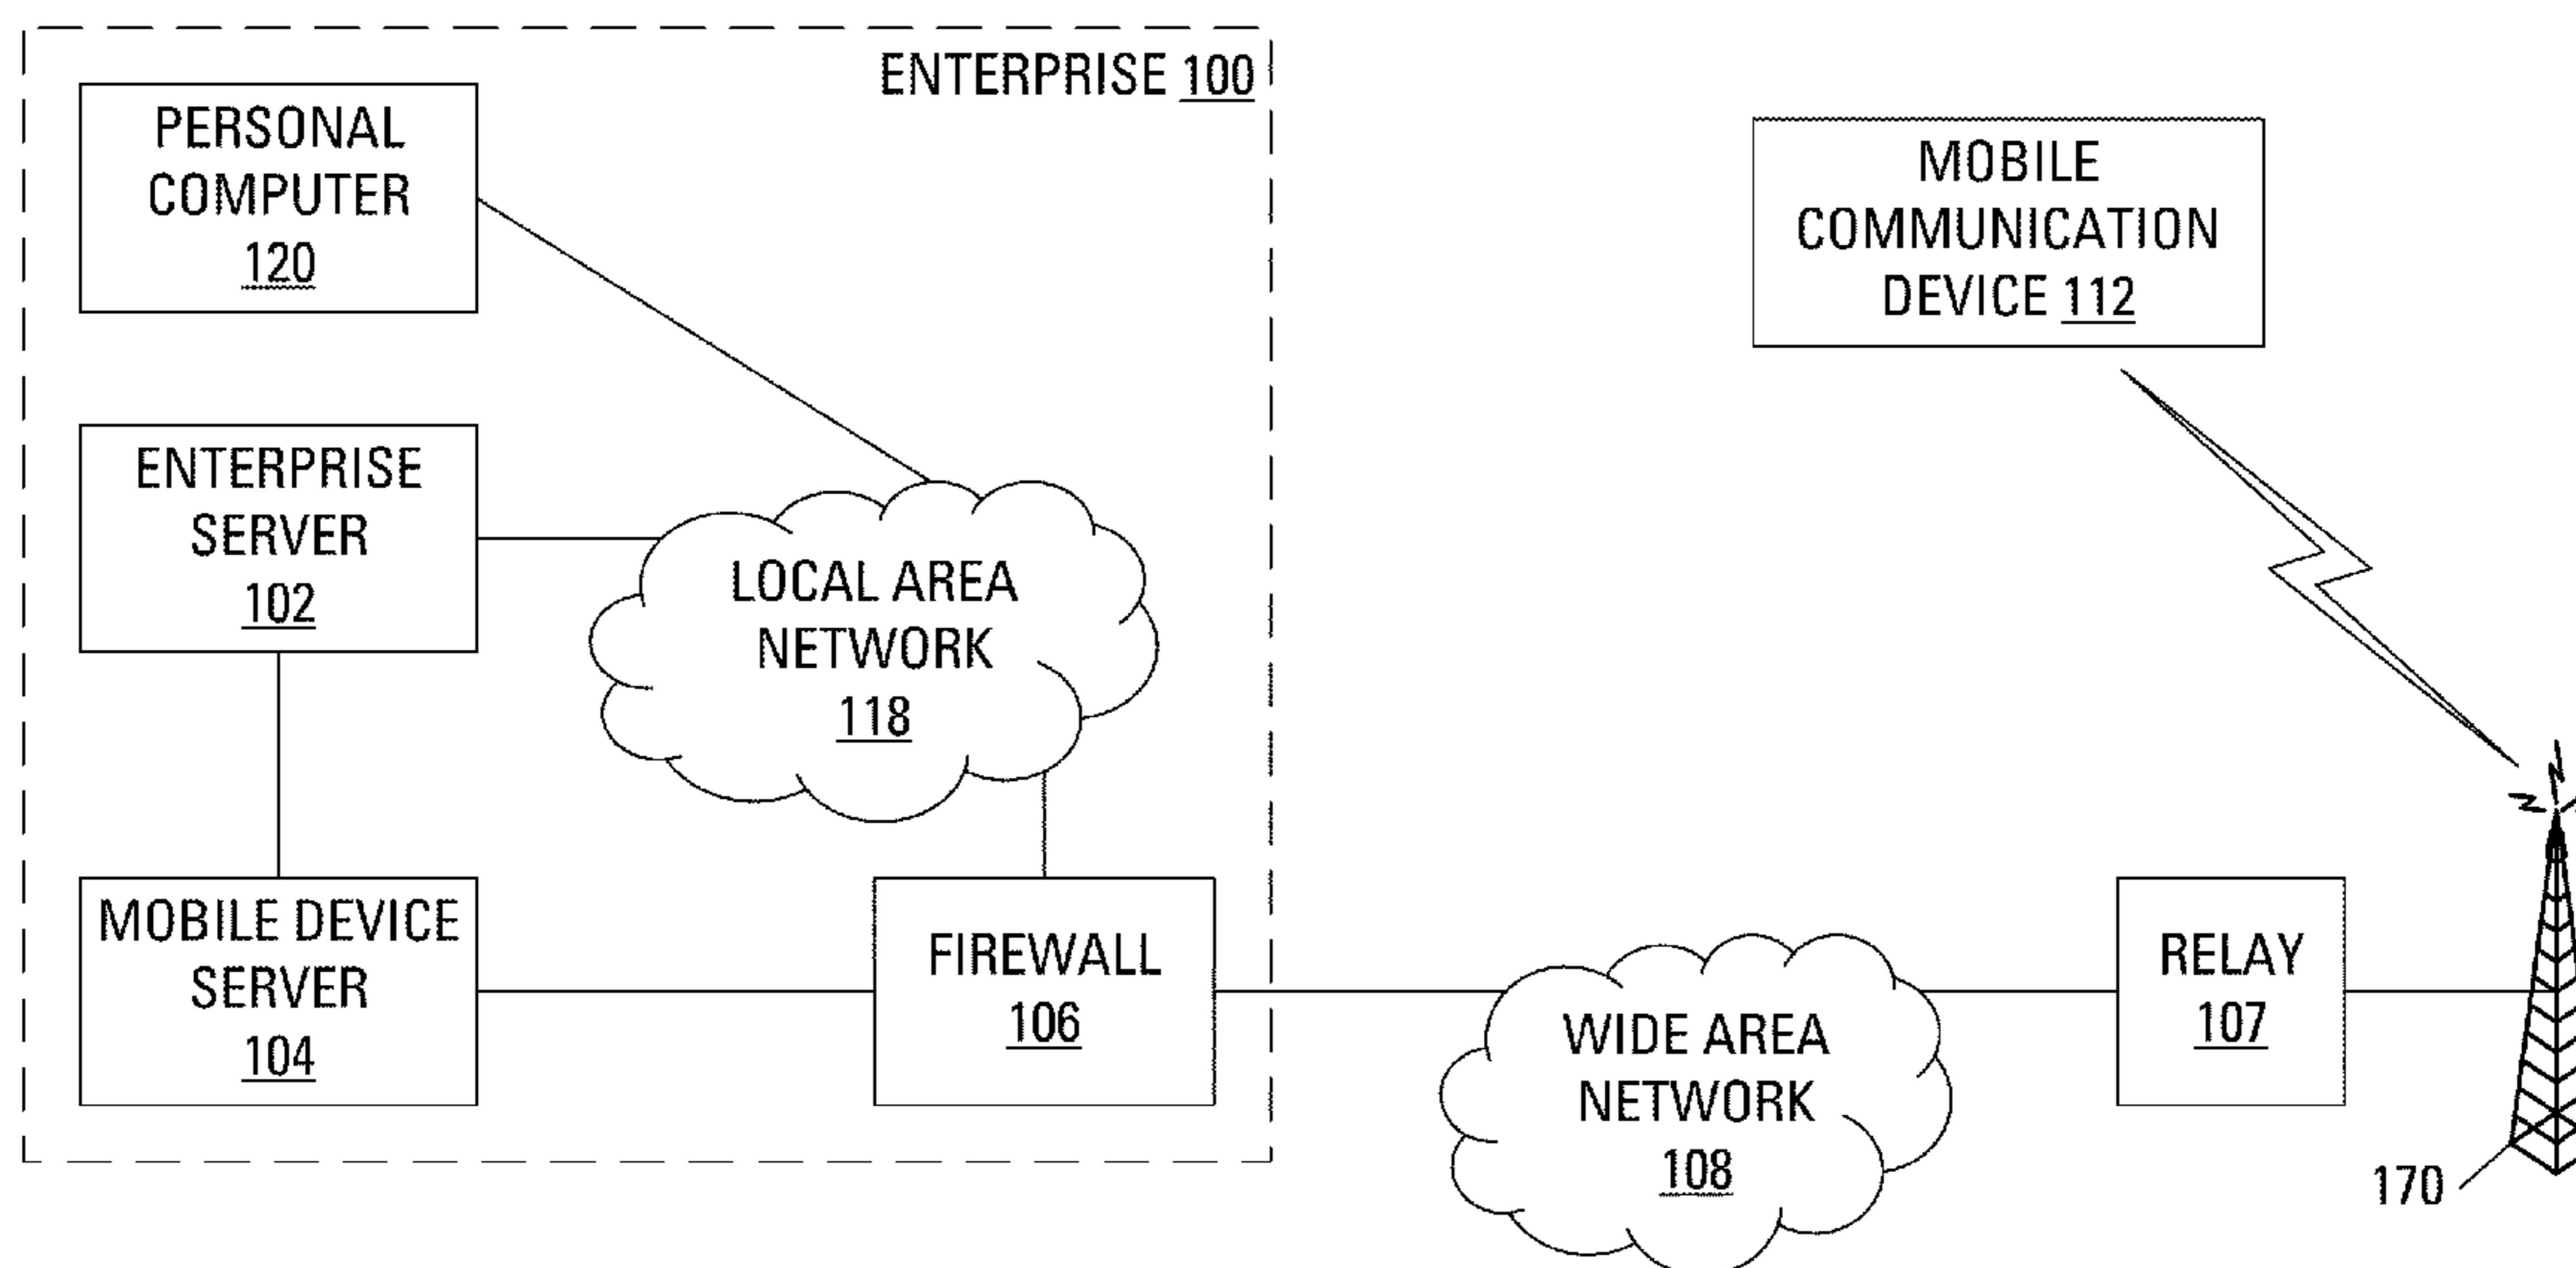 ENTERPRISE 100
PERSONAL
COMPUTER
120
ENTERPRISE
SERVER
102
LOCAL AREA
NETWORK
118
MOBILE DEVICE
SERVER
104
FIREWALL
106
MOBILE
COMMUNICATION
DEVICE 112
WIDE AREA
NETWORK
108
RELAY
107
170